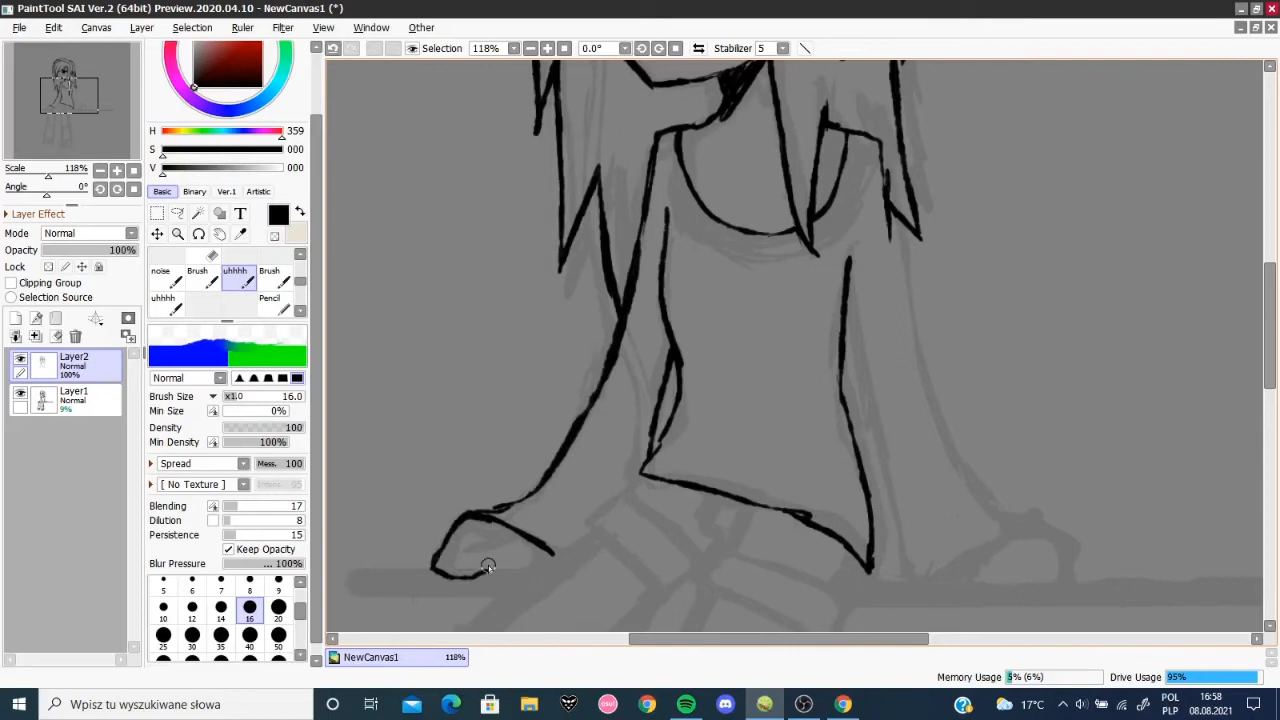 PaintTool SAI Ver.2 (64bit) Preview.2020.04.10 - NewCanvas1 (*)
File Edit Canvas Layer Selection Ruler Filter View Window Other
Selection 118% 0.0° Stabilizer 5
Scale 118%
Angle 0°
Layer Effect
Mode Normal
Opacity 100%
Lock
Clipping Group
Selection Source
Layer2
Normal
100%
Layer1
Normal
9%
H 359
S 000
V 000
Basic Binary Ver.1 Artistic
T
noise Brush uhhhh Brush
uhhhh Pencil
Normal
Brush Size x1.0 16.0
Min Size 0%
Density 100
Min Density 100%
Spread Mess. 100
[ No Texture ]
Blending 17
Dilution 8
Persistence 15
Keep Opacity
Blur Pressure ... 100%
5 6 7 8 9
10 12 14 16 20
25 30 35 40 50
NewCanvas1 118%
Memory Usage 5% (6%) Drive Usage 95%
Wpisz tu wyszukiwane słowo
osu!
17°C
POL
PLP
16:58
08.08.2021